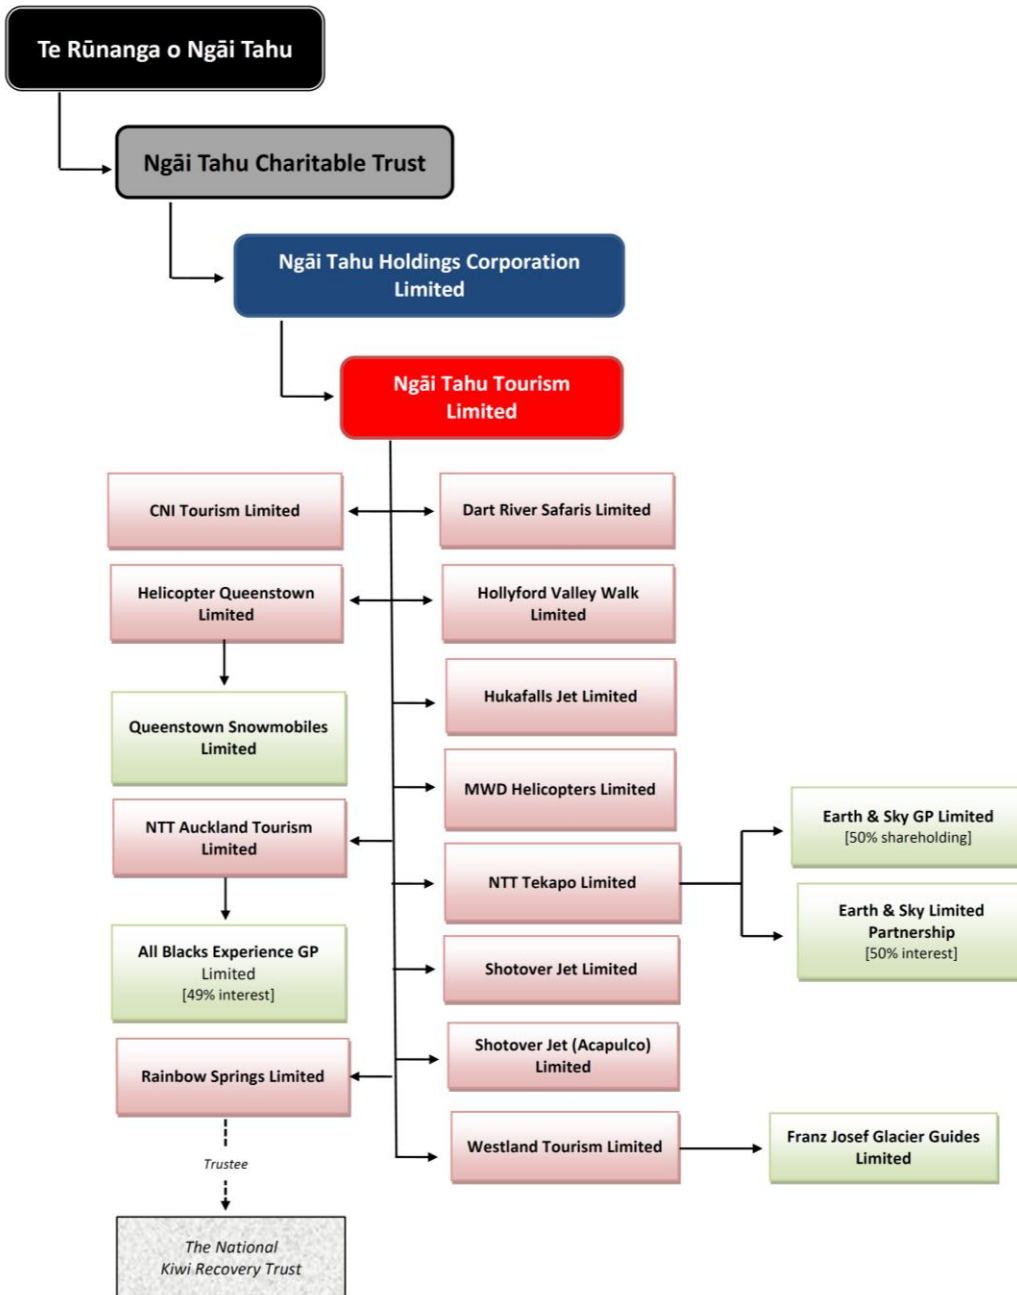 Te Rūnanga o Ngāi Tahu
Ngāi Tahu Charitable Trust
Ngāi Tahu Holdings Corporation
Limited
Ngāi Tahu Tourism
Limited
CNI Tourism Limited
Dart River Safaris Limited
Helicopter Queenstown
Limited
Hollyford Valley Walk
Limited
Queenstown Snowmobiles
Limited
Hukafalls Jet Limited
MWD Helicopters Limited
NTT Auckland Tourism
Limited
Earth & Sky GP Limited
[50% shareholding]
NTT Tekapo Limited
Earth & Sky Limited
Partnership
[50% interest]
All Blacks Experience GP
Limited
[49% interest]
Shotover Jet Limited
Rainbow Springs Limited
Shotover Jet (Acapulco)
Limited
Westland Tourism Limited
Franz Josef Glacier Guides
Limited
Trustee
The National
Kiwi Recovery Trust